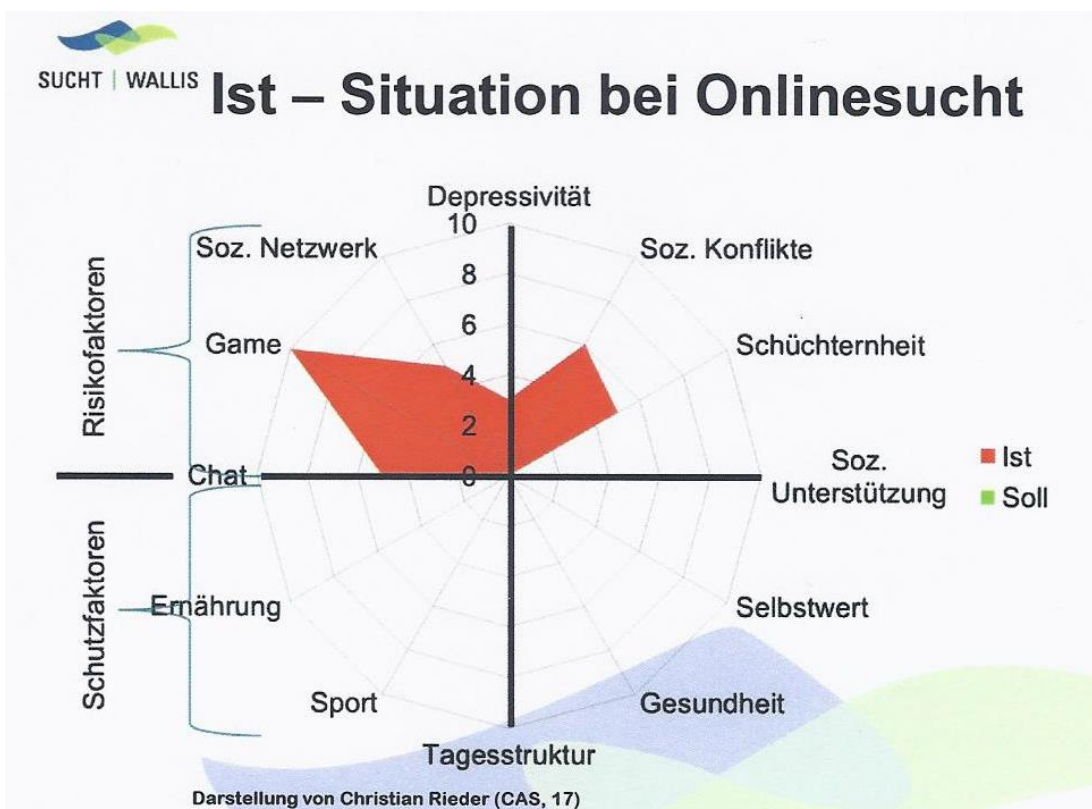 SUCHT | WALLIS
Ist – Situation bei Onlinesucht
Depressivität
10
8
6
4
2
0
Soz. Netzwerk
Soz. Konflikte
Game
Schüchternheit
Chat
Soz.
Unterstützung
Ernährung
Selbstwert
Sport
Gesundheit
Tagesstruktur
Risikofaktoren
Schutzfaktoren
Ist
Soll
Darstellung von Christian Rieder (CAS, 17)